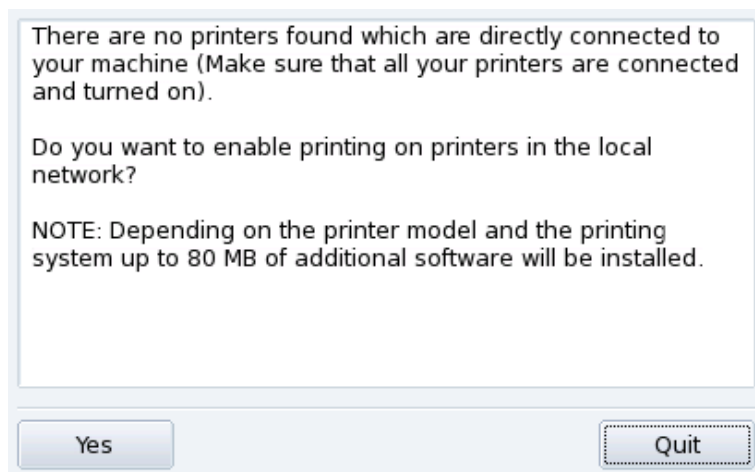 There are no printers found which are directly connected to
your machine (Make sure that all your printers are connected
and turned on).
Do you want to enable printing on printers in the local
network?
NOTE: Depending on the printer model and the printing
system up to 80 MB of additional software will be installed.
Yes
Quit